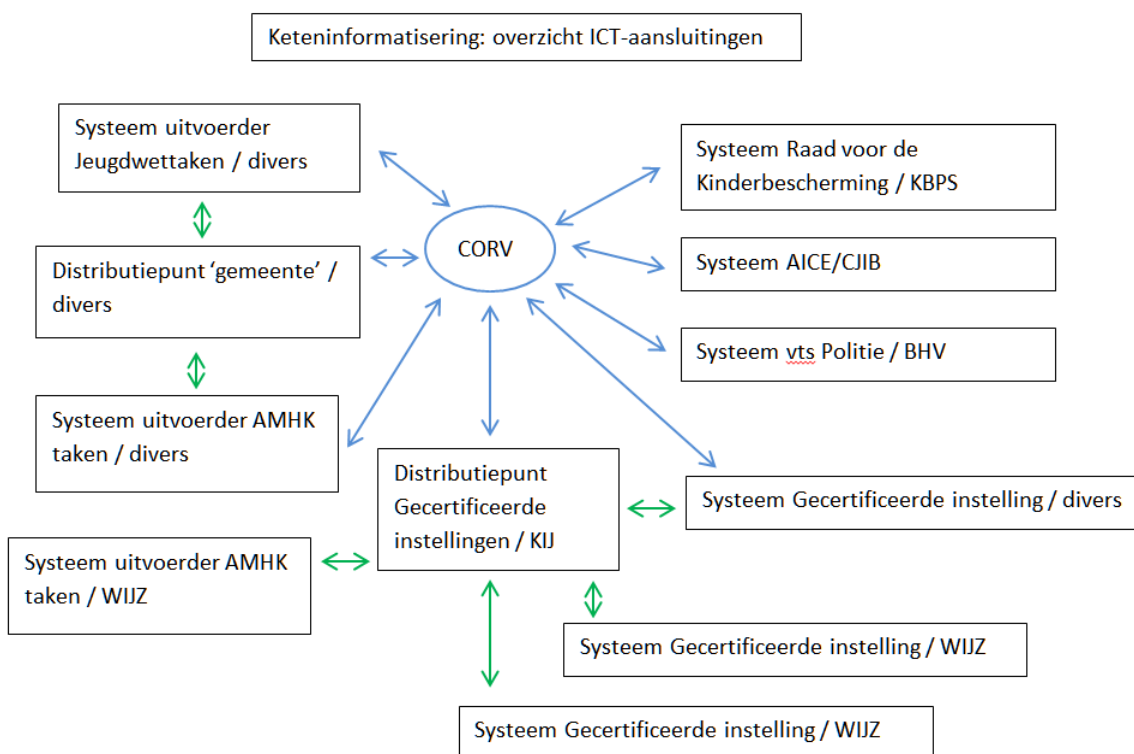 Keteninformatisering: overzicht ICT-aansluitingen
Systeem uitvoerder
Jeugdwettaken / divers
Systeem Raad voor de
Kinderbescherming / KBPS
CORV
Distributiepunt ‘gemeente’ /
divers
Systeem AICE/CJIB
Systeem vts Politie / BHV
Systeem uitvoerder AMHK
taken / divers
Distributiepunt
Gecertificeerde
instellingen / KIJ
Systeem Gecertificeerde instelling / divers
Systeem uitvoerder AMHK
taken / WIJZ
Systeem Gecertificeerde instelling / WIJZ
Systeem Gecertificeerde instelling / WIJZ